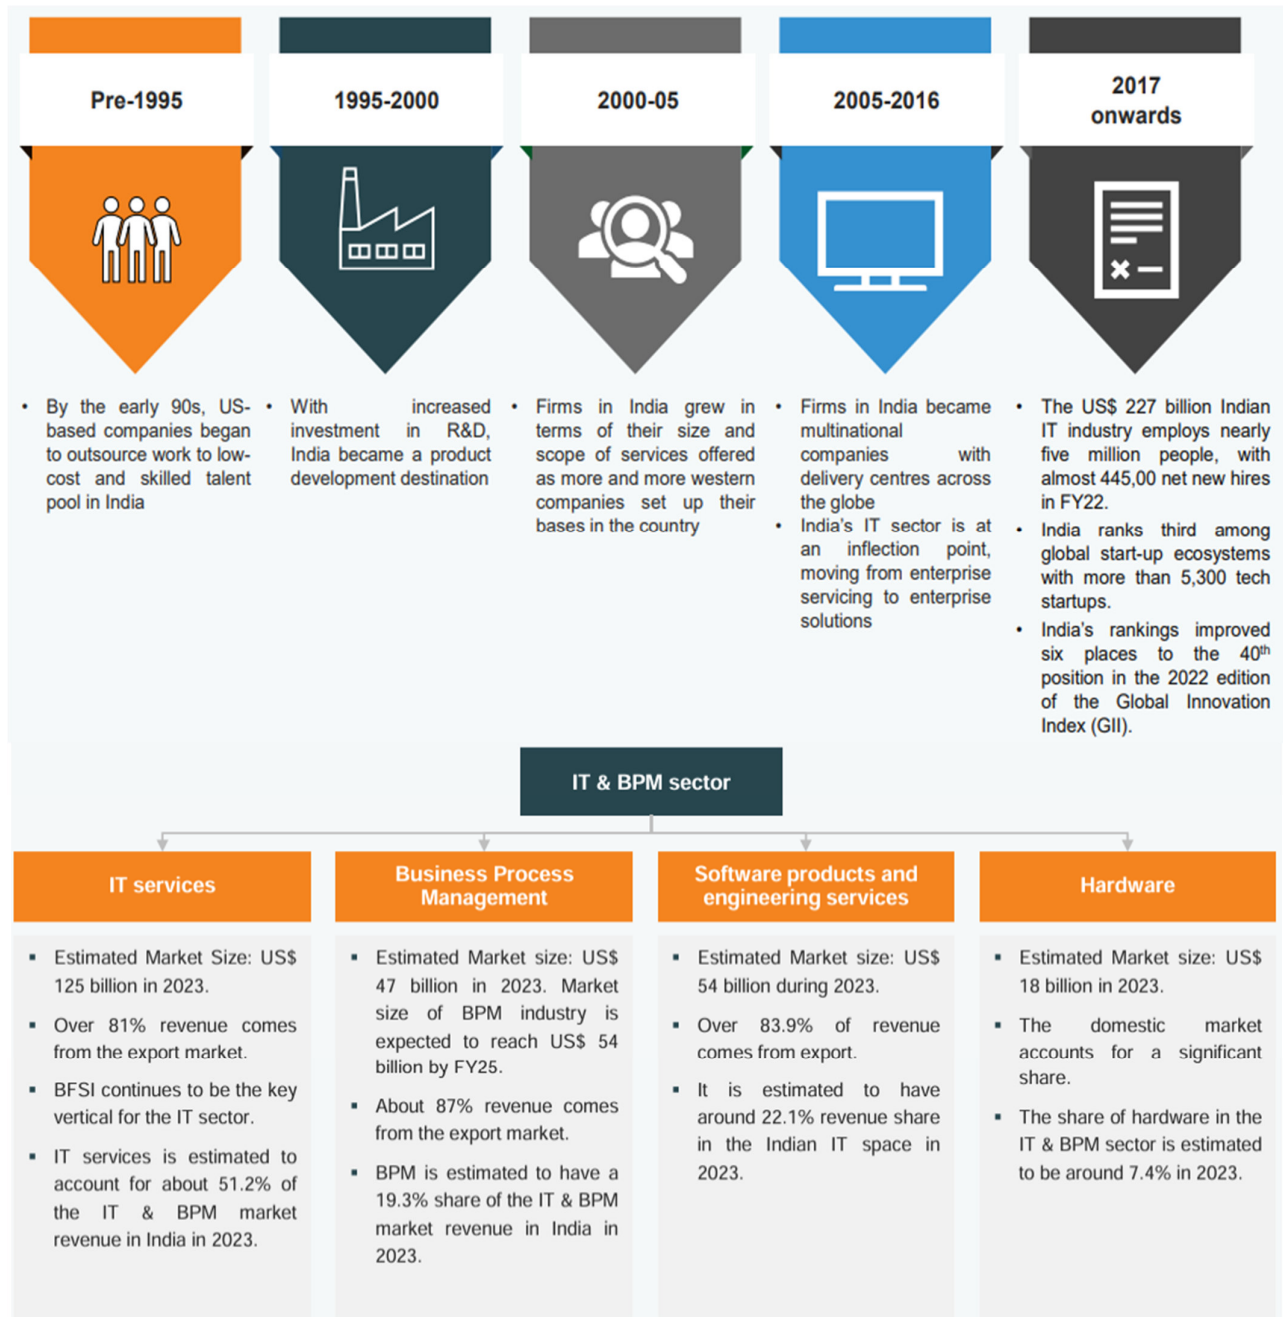 Pre-1995
1995-2000
2000-05
2005-2016
2017
onwards
• By the early 90s, US-
based companies began
to outsource work to low-
cost and skilled talent
pool in India
• With increased
investment in R&D,
India became a product
development destination
• Firms in India grew in
terms of their size and
scope of services offered
as more and more western
companies set up their
bases in the country
• Firms in India became
multinational
companies with
delivery centres across
the globe
• India's IT sector is at
an inflection point,
moving from enterprise
servicing to enterprise
solutions
• The US$ 227 billion Indian
IT industry employs nearly
five million people, with
almost 445,00 net new hires
in FY22.
• India ranks third among
global start-up ecosystems
with more than 5,300 tech
startups.
• India's rankings improved
six places to the 40th
position in the 2022 edition
of the Global Innovation
Index (GII).
IT & BPM sector
IT services
▪ Estimated Market Size: US$
125 billion in 2023.
▪ Over 81% revenue comes
from the export market.
▪ BFSI continues to be the key
vertical for the IT sector.
▪ IT services is estimated to
account for about 51.2% of
the IT & BPM market
revenue in India in 2023.
Business Process
Management
▪ Estimated Market size: US$
47 billion in 2023. Market
size of BPM industry is
expected to reach US$ 54
billion by FY25.
▪ About 87% revenue comes
from the export market.
▪ BPM is estimated to have a
19.3% share of the IT & BPM
market revenue in India in
2023.
Software products and
engineering services
▪ Estimated Market size: US$
54 billion during 2023.
▪ Over 83.9% of revenue
comes from export.
▪ It is estimated to have
around 22.1% revenue share
in the Indian IT space in
2023.
Hardware
▪ Estimated Market size: US$
18 billion in 2023.
▪ The domestic market
accounts for a significant
share.
▪ The share of hardware in the
IT & BPM sector is estimated
to be around 7.4% in 2023.